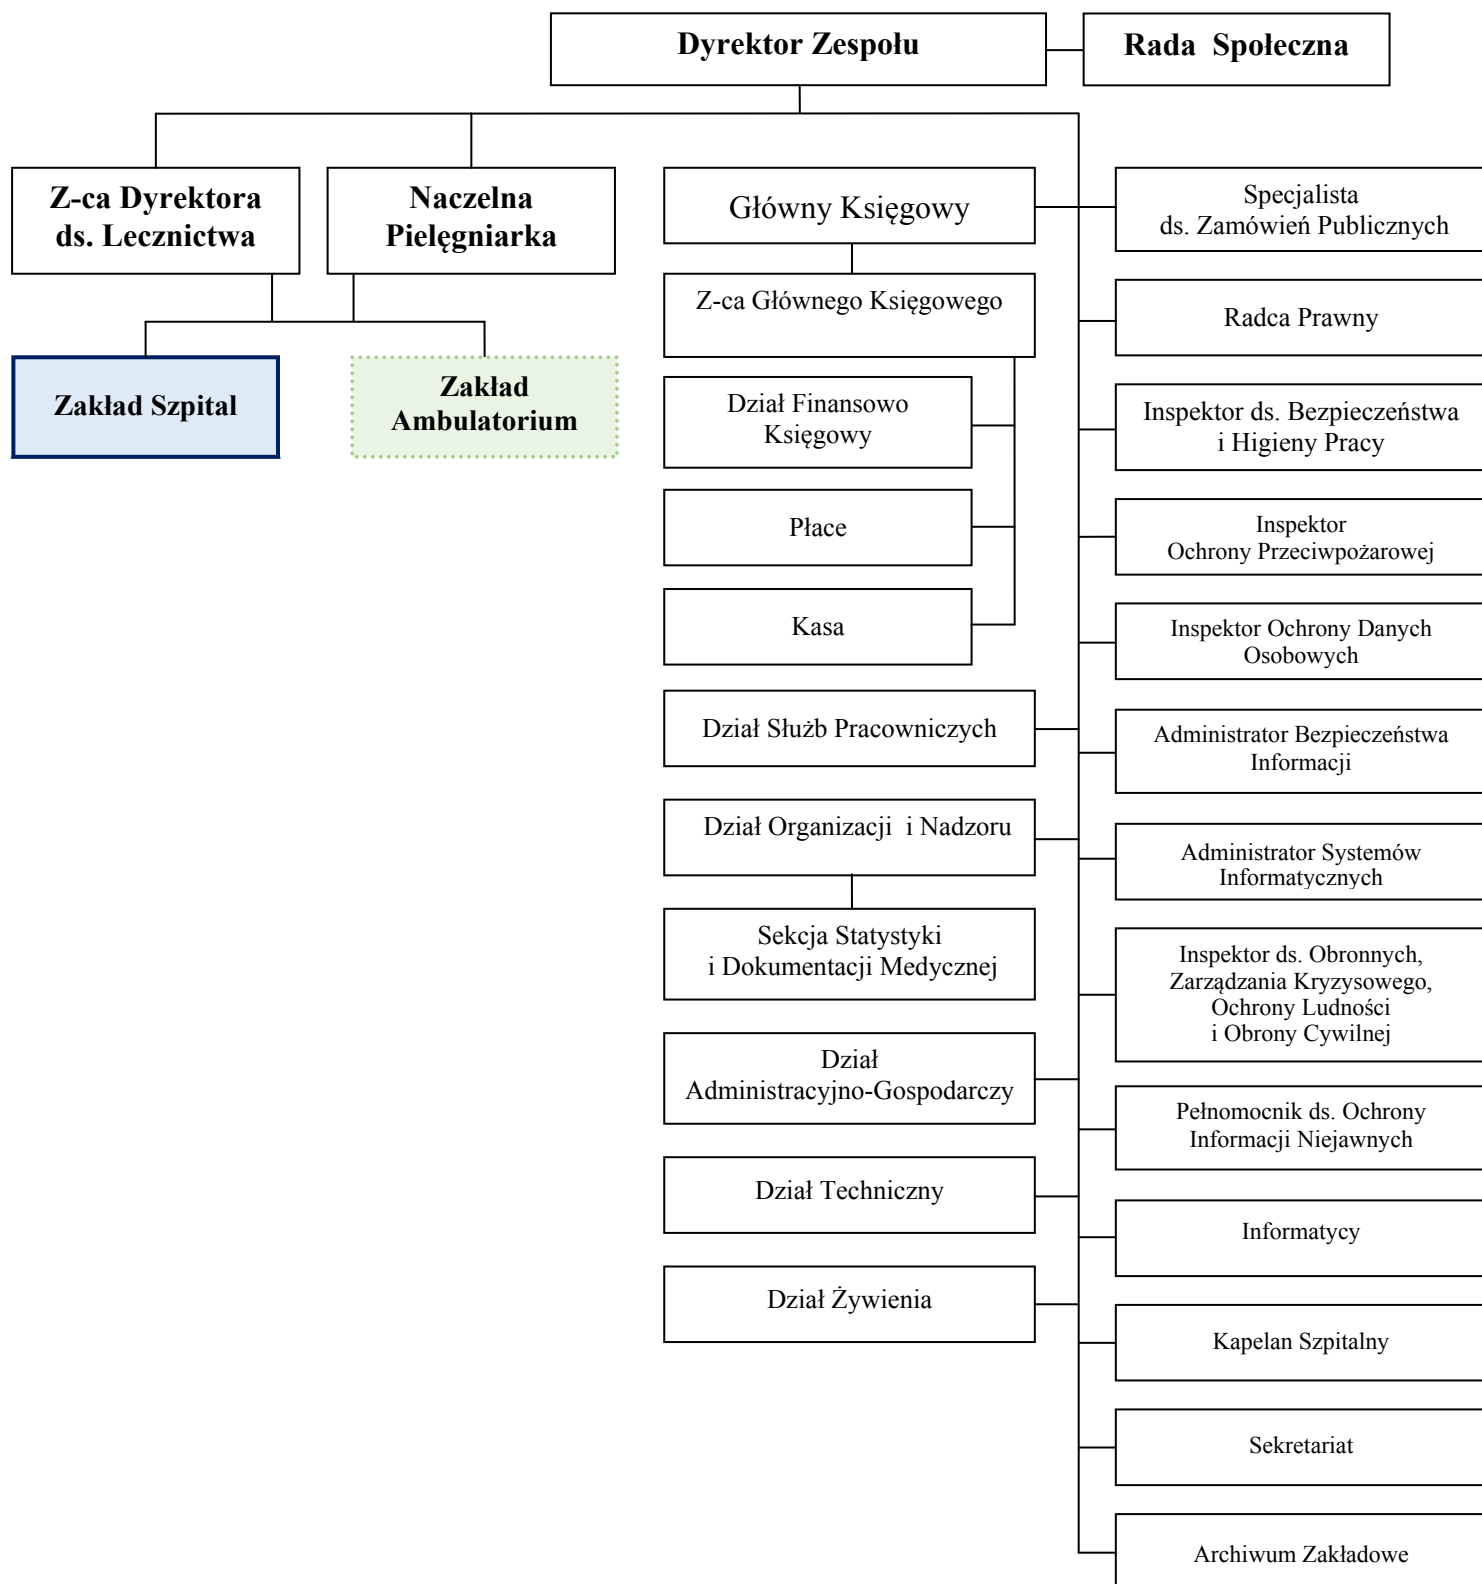 Dyrektor Zespołu
Rada Społeczna
Z-ca Dyrektora
ds. Lecznictwa
Naczelna
Pielęgniarka
Zakład Szpital
Zakład
Ambulatorium
Główny Księgowy
Z-ca Głównego Księgowego
Dział Finansowo
Księgowy
Płace
Kasa
Dział Służb Pracowniczych
Dział Organizacji i Nadzoru
Sekcja Statystyki
i Dokumentacji Medycznej
Dział
Administracyjno-Gospodarczy
Dział Techniczny
Dział Żywienia
Specjalista
ds. Zamówień Publicznych
Radca Prawny
Inspektor ds. Bezpieczeństwa
i Higieny Pracy
Inspektor
Ochrony Przeciwpożarowej
Inspektor Ochrony Danych
Osobowych
Administrator Bezpieczeństwa
Informacji
Administrator Systemów
Informatycznych
Inspektor ds. Obronnych,
Zarządzania Kryzysowego,
Ochrony Ludności
i Obrony Cywilnej
Pełnomocnik ds. Ochrony
Informacji Niejawnych
Informatycy
Kapelan Szpitalny
Sekretariat
Archiwum Zakładowe